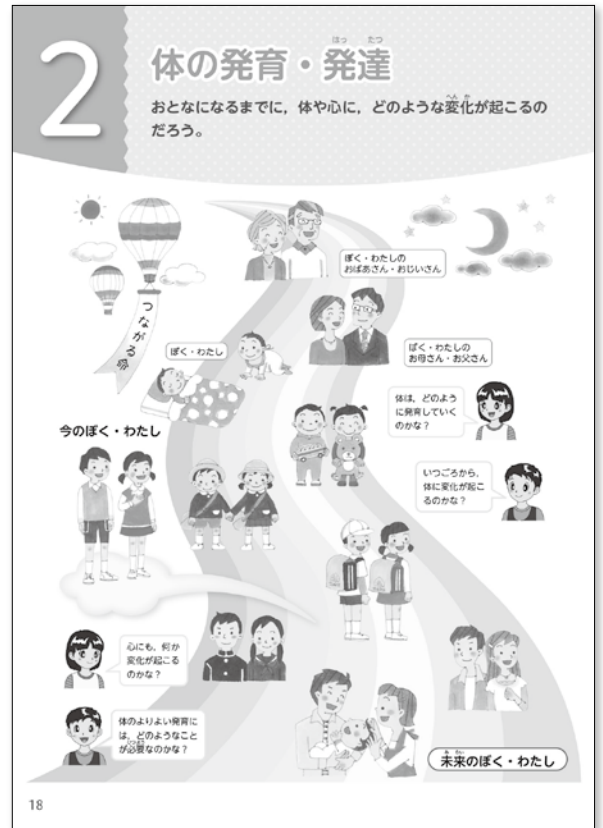 2
体の発育・発達
はっ たつ
おとなになるまでに，体や心に，どのような変化が起こるの
へん か
だろう。
つながる命
ぼく・わたしの
おばあさん・おじいさん
ぼく・わたしの
お母さん・お父さん
ぼく・わたし
体は，どのよう
に発育していく
のかな？
今のぼく・わたし
いつごろから，
体に変化が起こ
るのかな？
心にも，何か
変化が起こる
のかな？
体のよりよい発育に
は，どのようなこと
が必要なのかな？
ひつよう
み らい
未来のぼく・わたし
18